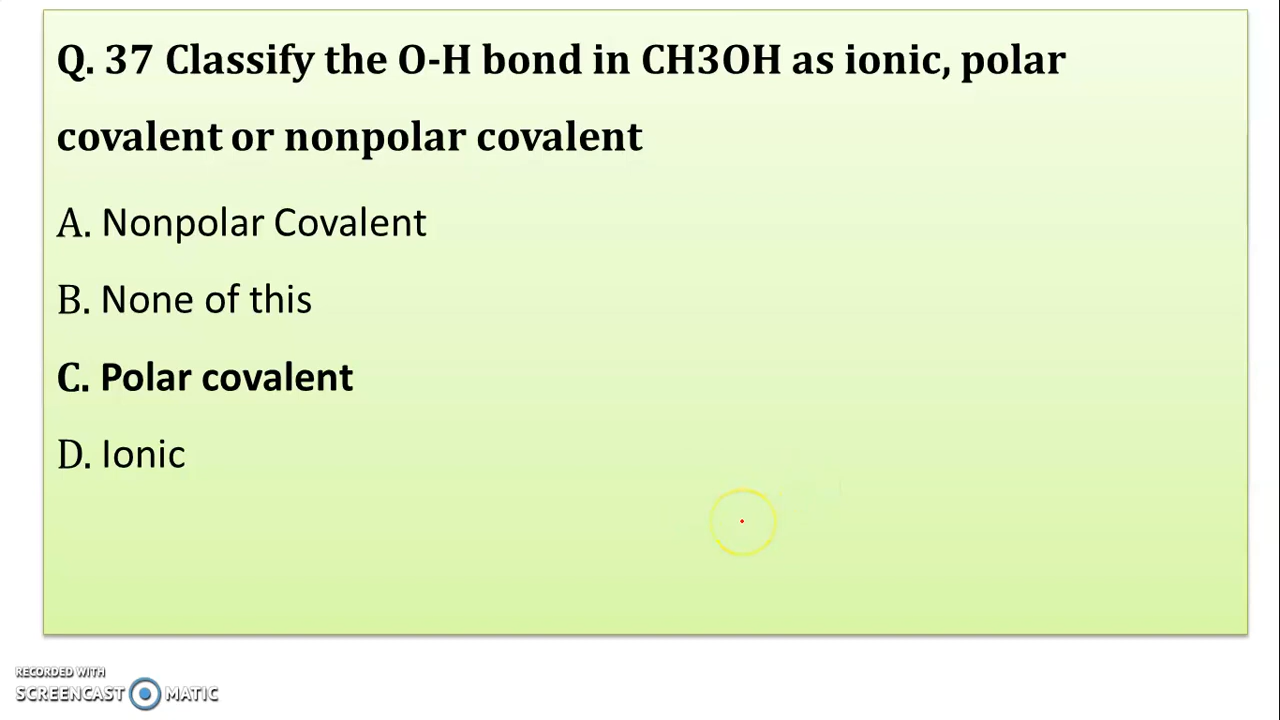 Q. 37 Classify the O-H bond in CH3OH as ionic, polar
covalent or nonpolar covalent
A. Nonpolar Covalent
B. None of this
C. Polar covalent
D. Ionic
RECORDED WITH
SCREENCAST MATIC